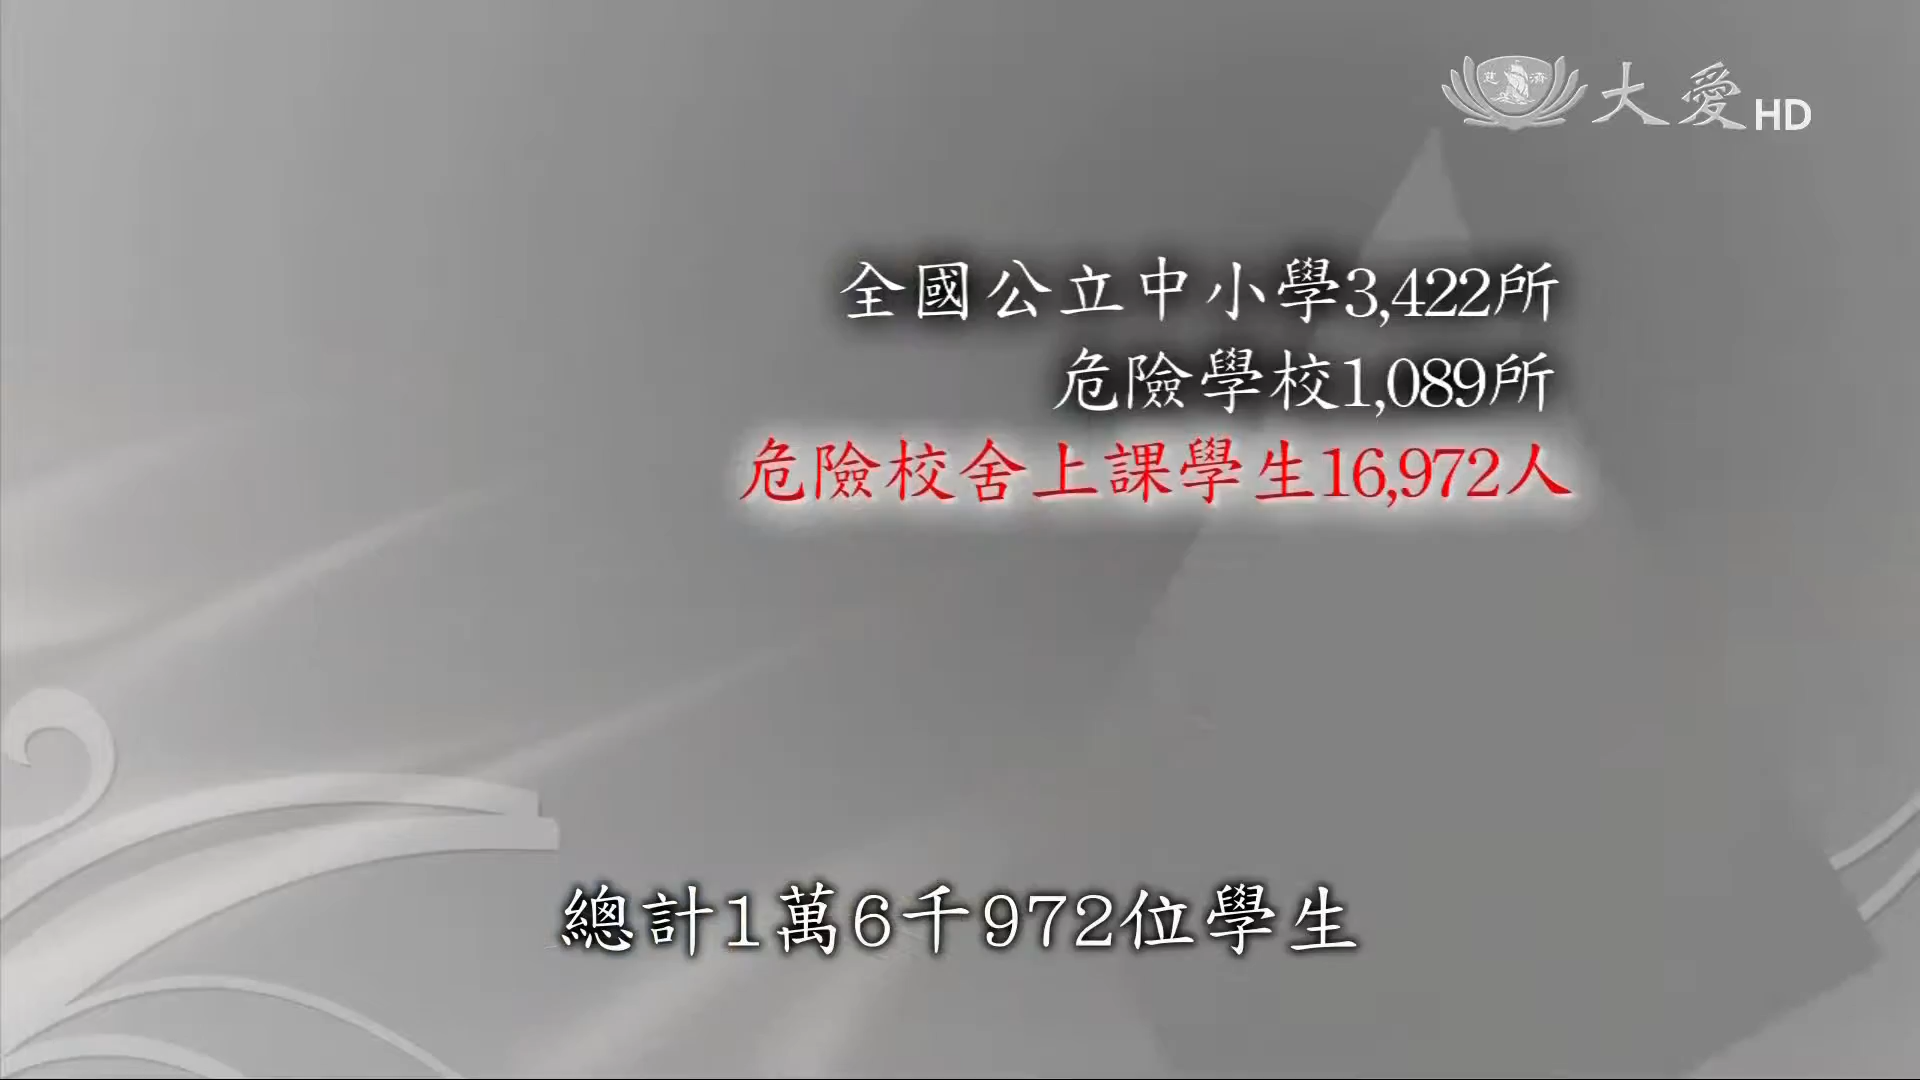 慈濟
大愛HD
全國公立中小學3,422所
危險學校1,089所
危險校舍上課學生16,972人
總計1萬6千972位學生